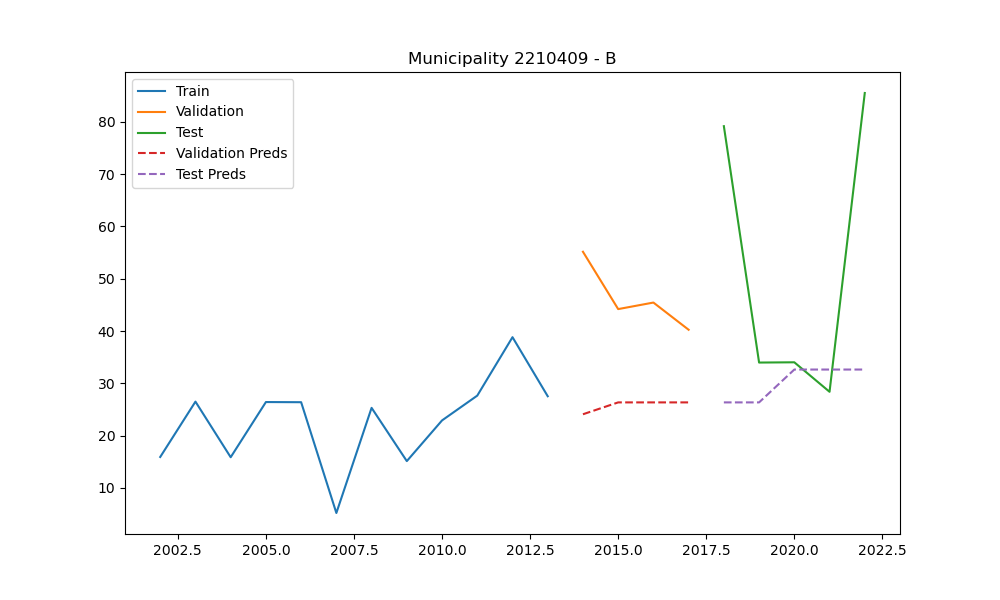 Municipality 2210409 - B
Train
Validation
Test
Validation Preds
Test Preds
80
70
60
50
40
30
20
10
2002.5 2005.0 2007.5 2010.0 2012.5 2015.0 2017.5 2020.0 2022.5